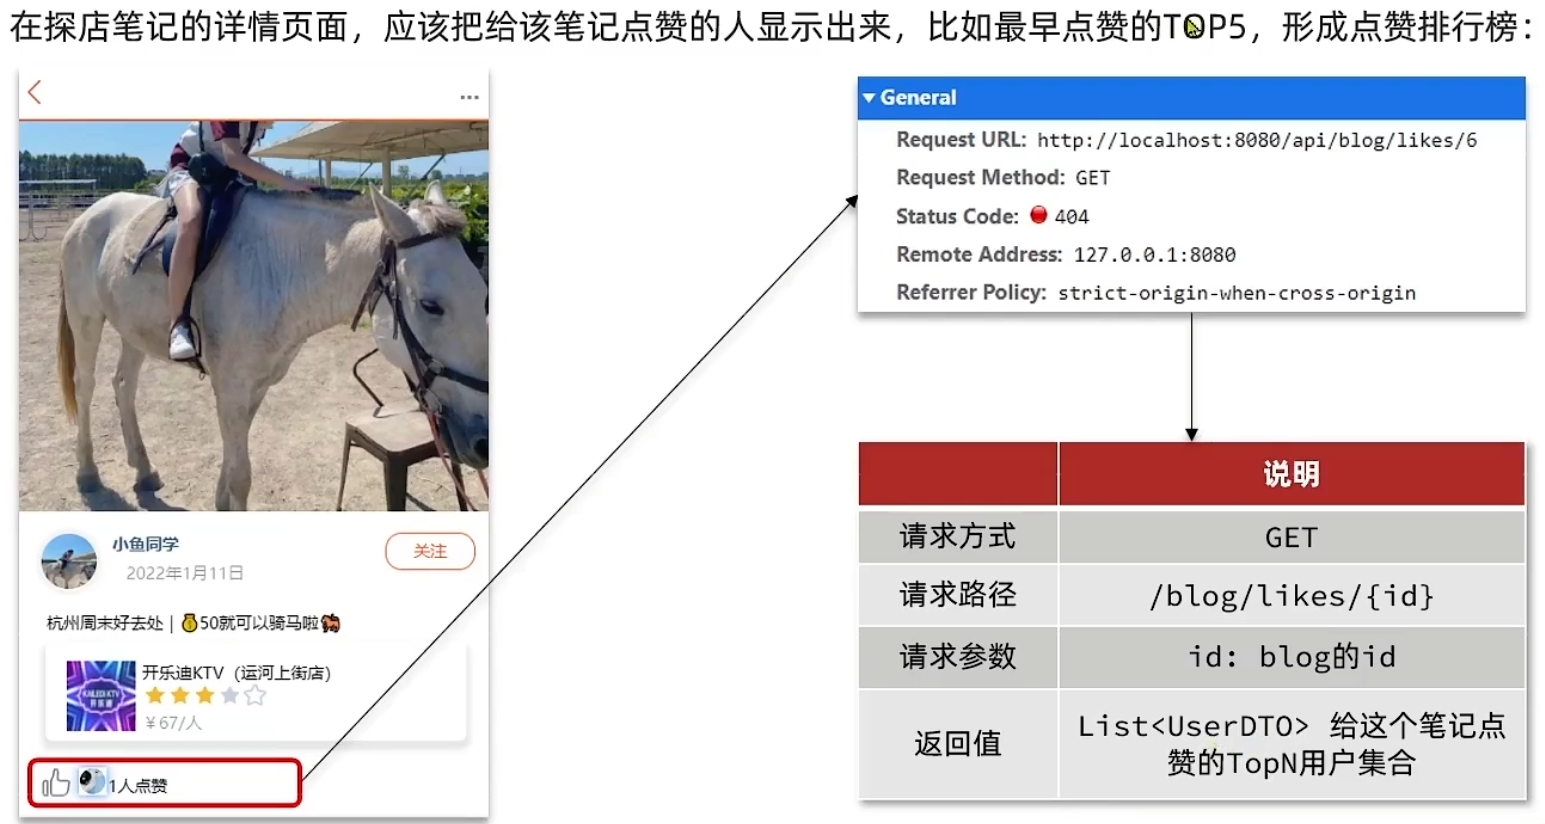 在探店笔记的详情页面，应该把给该笔记点赞的人显示出来，比如最早点赞的TOP5，形成点赞排行榜：
...
小鱼同学
2022年1月11日
关注
杭州周末好去处 | 💰50就可以骑马啦🐎
KAILEDI KTV
开乐迪KTV（运河上街店）
￥67/人
1人点赞
General
Request URL: http://localhost:8080/api/blog/likes/6
Request Method: GET
Status Code: 404
Remote Address: 127.0.0.1:8080
Referrer Policy: strict-origin-when-cross-origin
说明
请求方式 GET
请求路径 /blog/likes/{id}
请求参数 id: blog的id
返回值 List<UserDTO> 给这个笔记点
赞的TopN用户集合